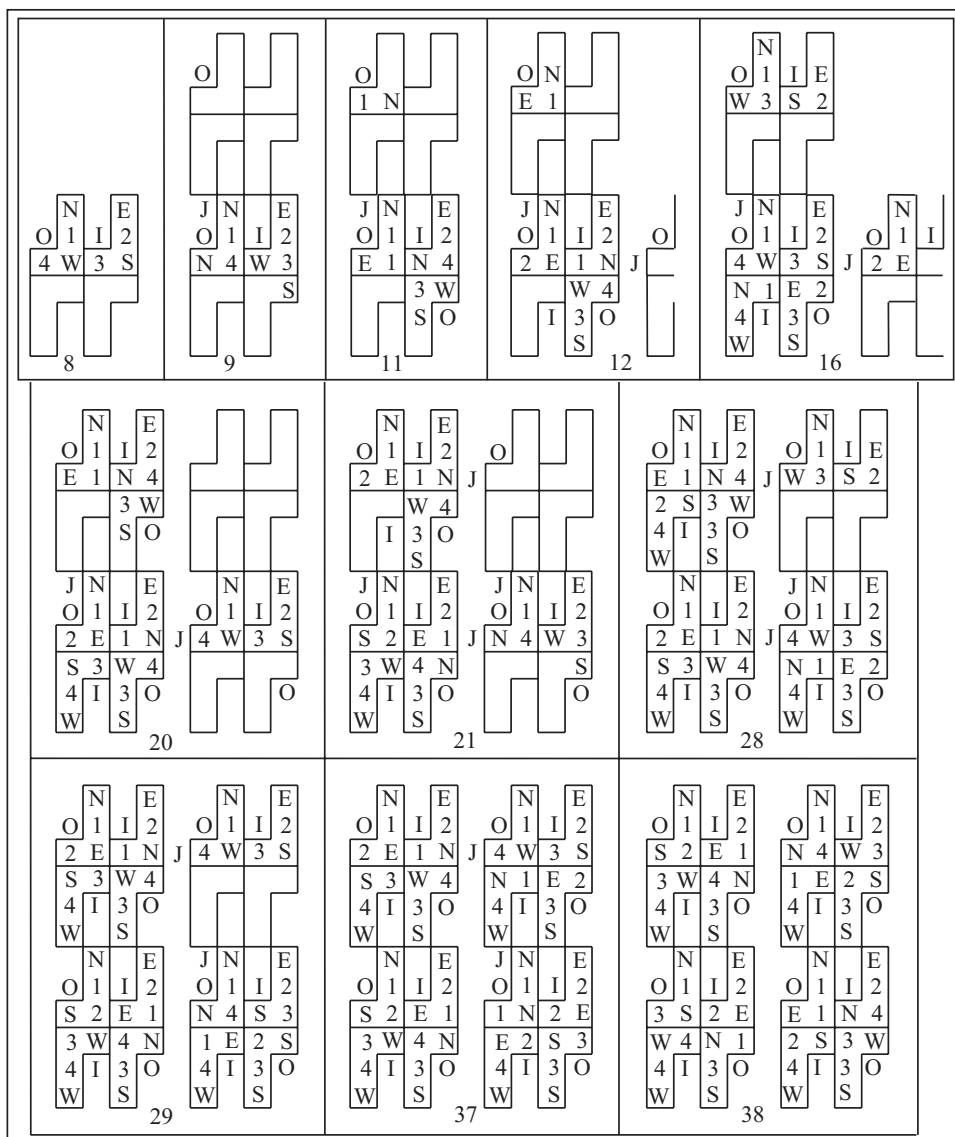 N E
O 1 I 2
4 W 3 S
8
O
J N E
O 1 I 2
N 4 W 3
S
9
O
1 N
J N E
O 1 I 2
E 1 N 4
3 W
S O
11
O N
E 1
J N E
O 1 I 2 O
2 E 1 N J
W 4
I 3 O
S
12
N
O 1 I E
W 3 S 2
J N E N
O 1 I 2 O 1 I
4 W 3 S J 2 E
N 1 E 2
4 I 3 O
W S
16
N E
O 1 I 2
E 1 N 4
3 W
S O
J N E N E
O 1 I 2 O 1 I 2
2 E 1 N J 4 W 3 S
S 3 W 4
4 I 3 O O
W S
20
N E
O 1 I 2 O
2 E 1 N J
W 4
I 3 O
S
J N E J N E
O 1 I 2 O 1 I 2
S 2 E 1 J N 4 W 3
3 W 4 N S
4 I 3 O O
W S
21
N E N
O 1 I 2 O 1 I E
E 1 N 4 J W 3 S 2
2 S 3 W
4 I 3 O
W S
N E J N E
O 1 I 2 O 1 I 2
2 E 1 N J 4 W 3 S
S 3 W 4 N 1 E 2
4 I 3 O 4 I 3 O
W S W S
28
N E N E
O 1 I 2 O 1 I 2
2 E 1 N J 4 W 3 S
S 3 W 4
4 I 3 O
W S
N E J N E
O 1 I 2 O 1 I 2
S 2 E 1 N 4 S 3
3 W 4 N 1 E 2 S
4 I 3 O 4 I 3 O
W S W S
29
N E N E
O 1 I 2 O 1 I 2
2 E 1 N J 4 W 3 S
S 3 W 4 N 1 E 2
4 I 3 O 4 I 3 O
W S W S
N E J N E
O 1 I 2 O 1 I 2
S 2 E 1 1 N 2 E
3 W 4 N E 2 S 3
4 I 3 O 4 I 3 O
W S W S
37
N E N E
O 1 I 2 O 1 I 2
S 2 E 1 N 4 W 3
3 W 4 N 1 E 2 S
4 I 3 O 4 I 3 O
W S W S
N E N E
O 1 I 2 O 1 I 2
3 S 2 E E 1 N 4
W 4 N 1 2 S 3 W
4 I 3 O 4 I 3 O
W S W S
38